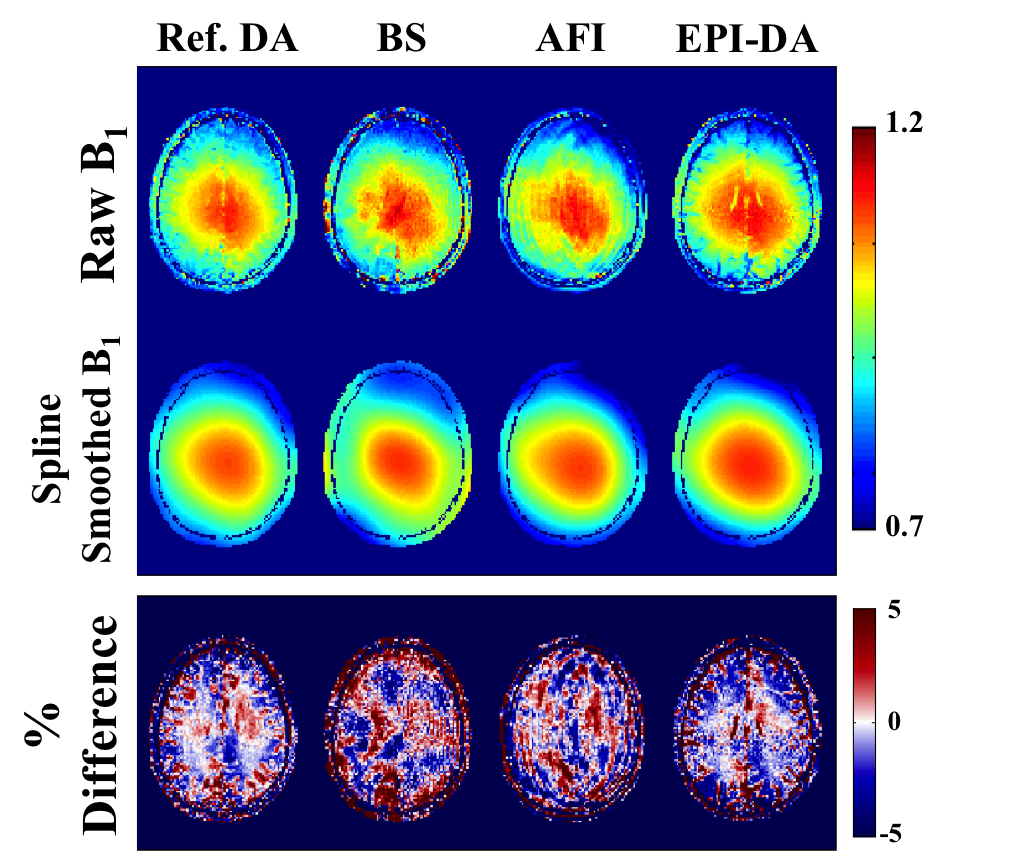 Ref. DA BS AFI EPI-DA
Raw B1
1.2
Spline
Smoothed B1
0.7
%
Difference
5
0
-5